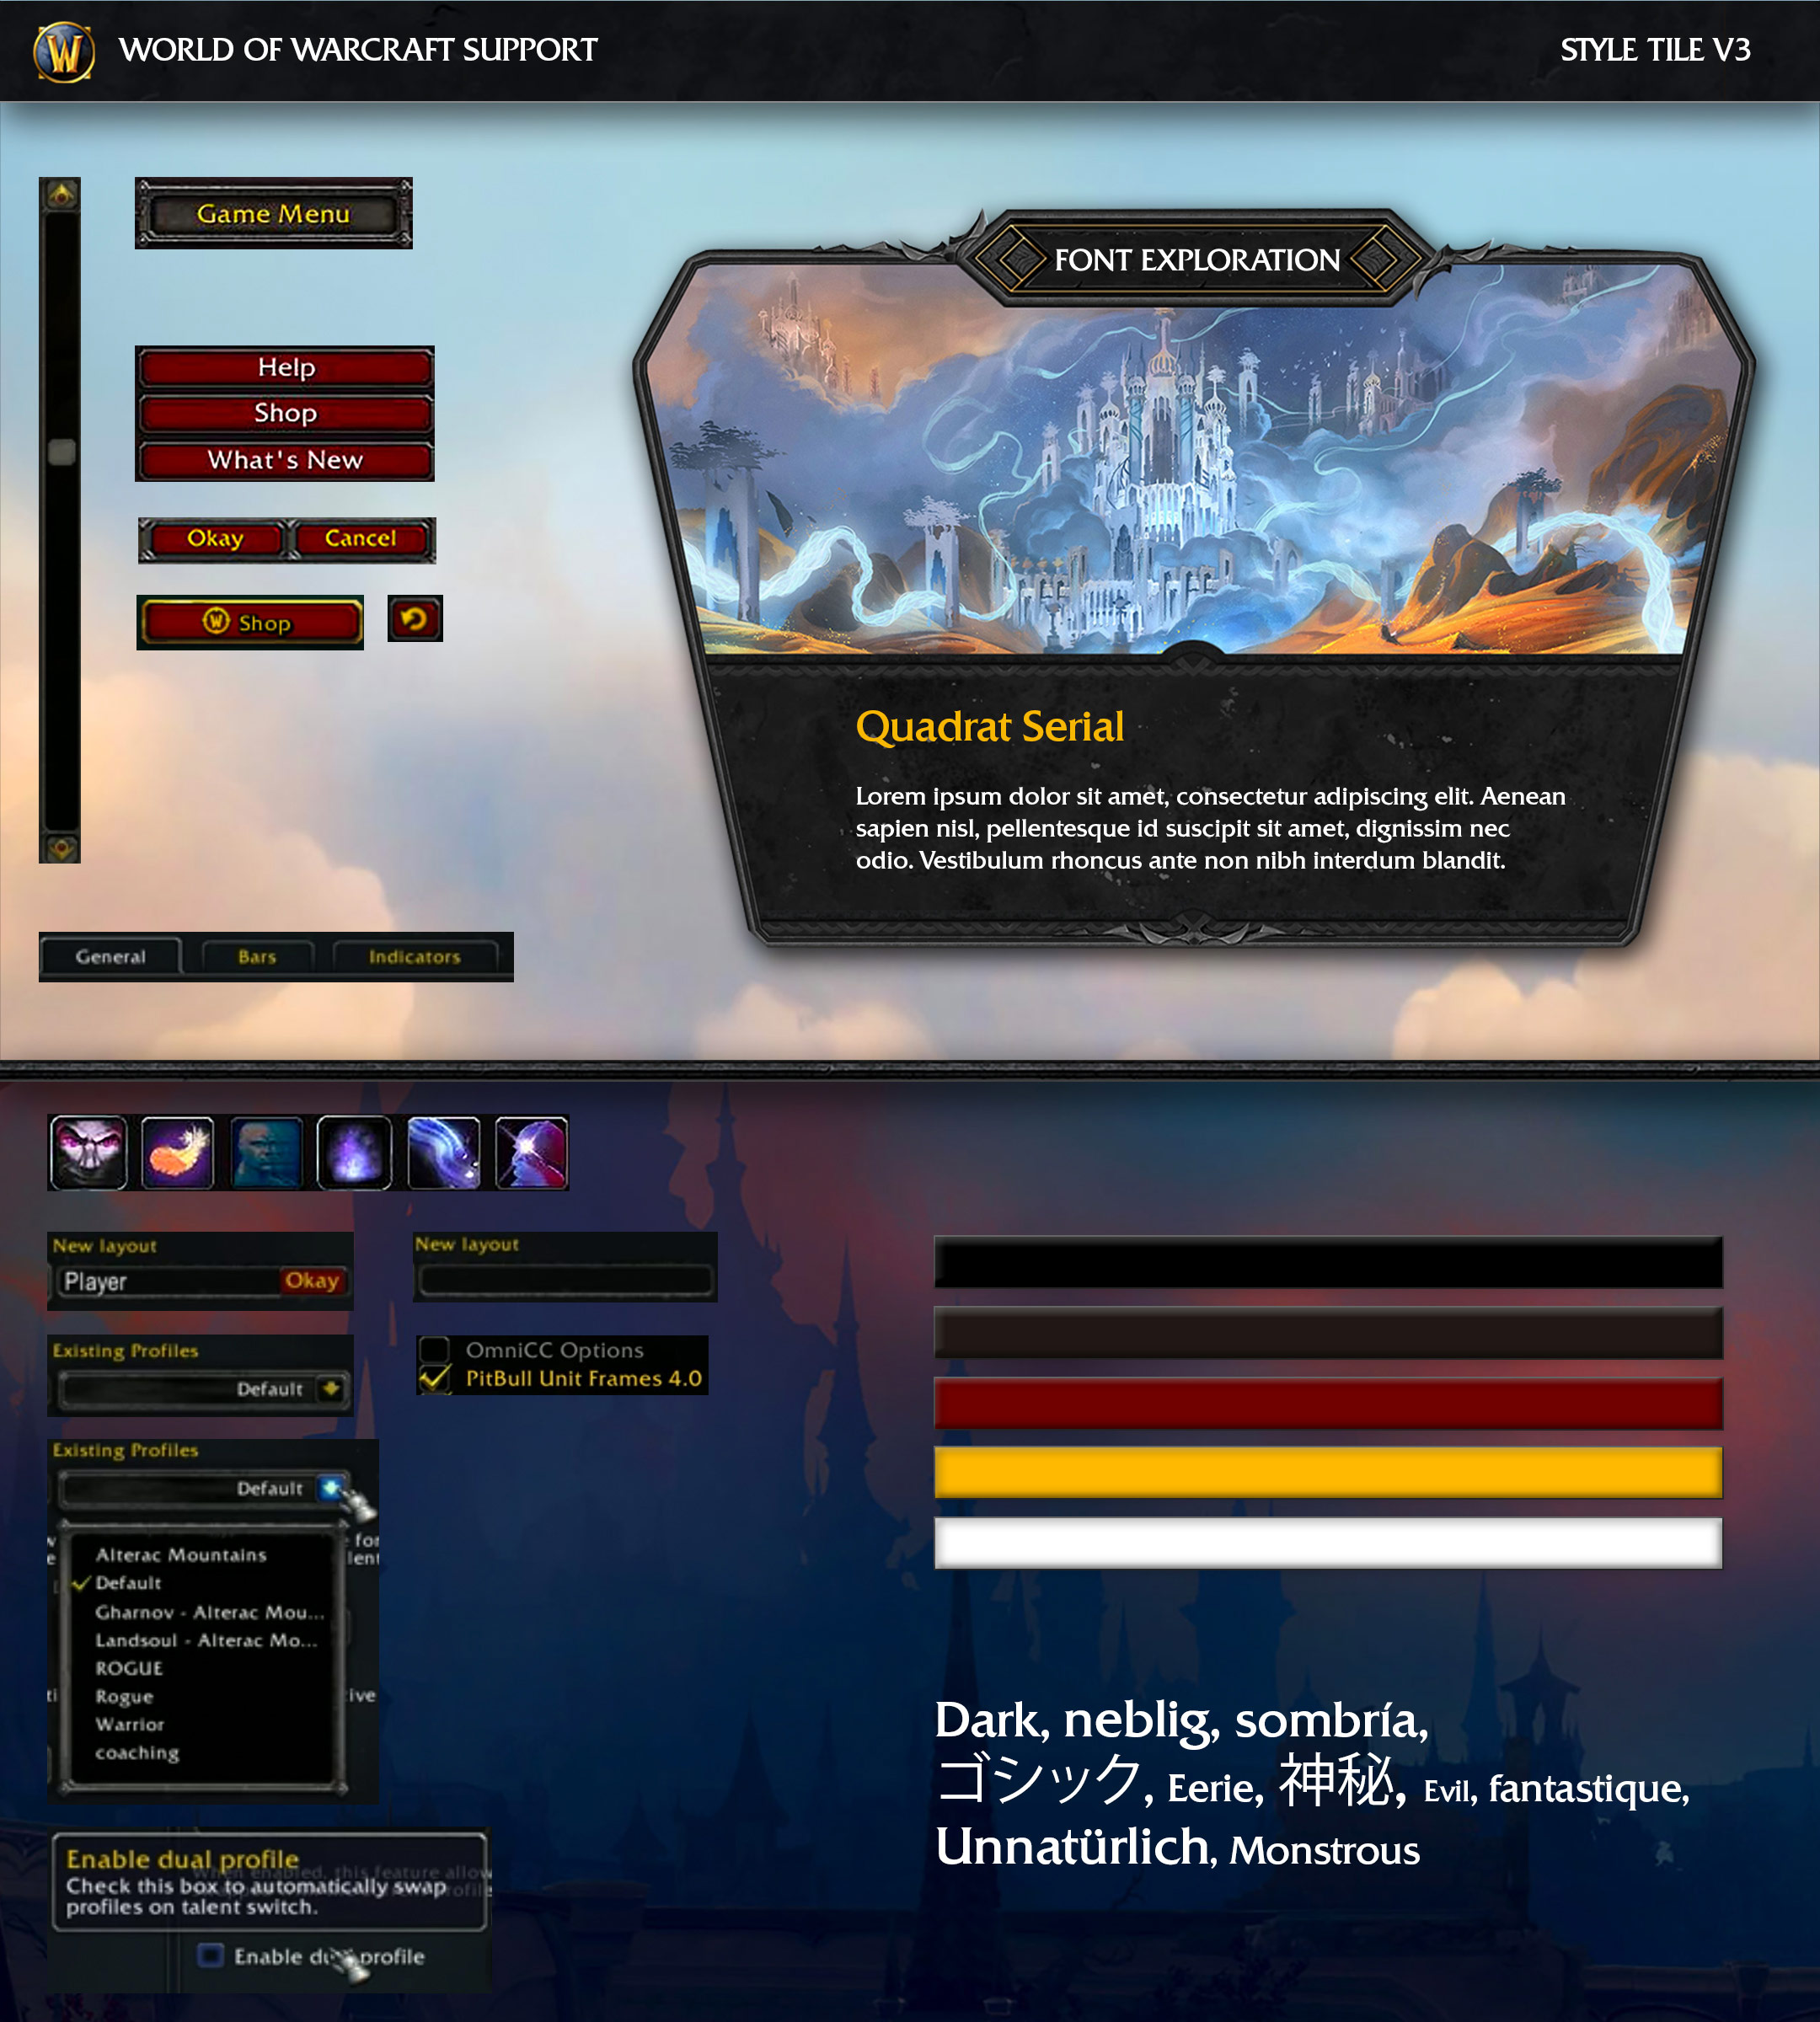 WORLD OF WARCRAFT SUPPORT
STYLE TILE V3
Game Menu
Help
Shop
What's New
Okay
Cancel
Shop
General
Bars
Indicators
FONT EXPLORATION
Quadrat Serial
Lorem ipsum dolor sit amet, consectetur adipiscing elit. Aenean
sapien nisl, pellentesque id suscipit sit amet, dignissim nec
odio. Vestibulum rhoncus ante non nibh interdum blandit.
New layout
Player
Okay
New layout
Existing Profiles
Default
OmniCC Options
PitBull Unit Frames 4.0
Existing Profiles
Default
Alterac Mountains
Default
Gharnov - Alterac Mou...
Landsoul - Alterac Mo...
ROGUE
Rogue
Warrior
coaching
Enable dual profile
When enabled, this feature allow
Check this box to automatically swap
profiles on talent switch.
Enable profile
Dark, neblig, sombría,
ゴシック, Eerie, 神秘, Evil, fantastique,
Unnatürlich, Monstrous